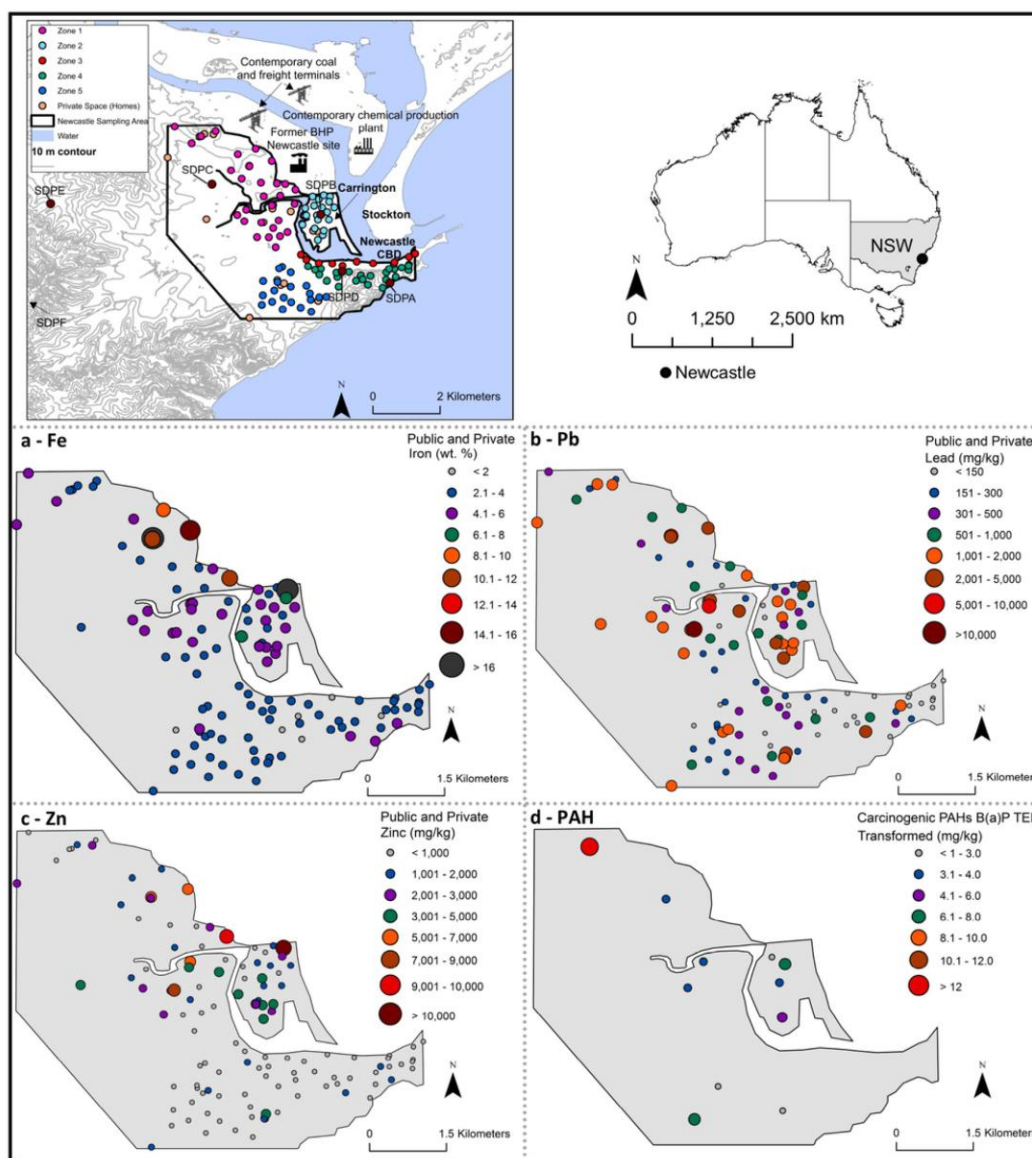 Zone 1
Zone 2
Zone 3
Zone 4
Zone 5
Private Space (Homes)
Newcastle Sampling Area
Water
10 m contour
Contemporary coal
and freight terminals
Contemporary chemical production
plant
Former BHP
Newcastle site
SDPC
SDPE
SDPB
Carrington
Stockton
Newcastle
CBD
SDPD
SDPA
SDPF
N
0 2 Kilometers
NSW
N
0 1,250 2,500 km
Newcastle
a - Fe
Public and Private
Iron (wt. %)
< 2
2.1 - 4
4.1 - 6
6.1 - 8
8.1 - 10
10.1 - 12
12.1 - 14
14.1 - 16
> 16
N
0 1.5 Kilometers
b - Pb
Public and Private
Lead (mg/kg)
< 150
151 - 300
301 - 500
501 - 1,000
1,001 - 2,000
2,001 - 5,000
5,001 - 10,000
>10,000
N
0 1.5 Kilometers
c - Zn
Public and Private
Zinc (mg/kg)
< 1,000
1,001 - 2,000
2,001 - 3,000
3,001 - 5,000
5,001 - 7,000
7,001 - 9,000
9,001 - 10,000
> 10,000
N
0 1.5 Kilometers
d - PAH
Carcinogenic PAHs B(a)P
Transformed (mg/kg)
< 1 - 3.0
3.1 - 4.0
4.1 - 6.0
6.1 - 8.0
8.1 - 10.0
10.1 - 12.0
> 12
N
0 1.5 Kilometers